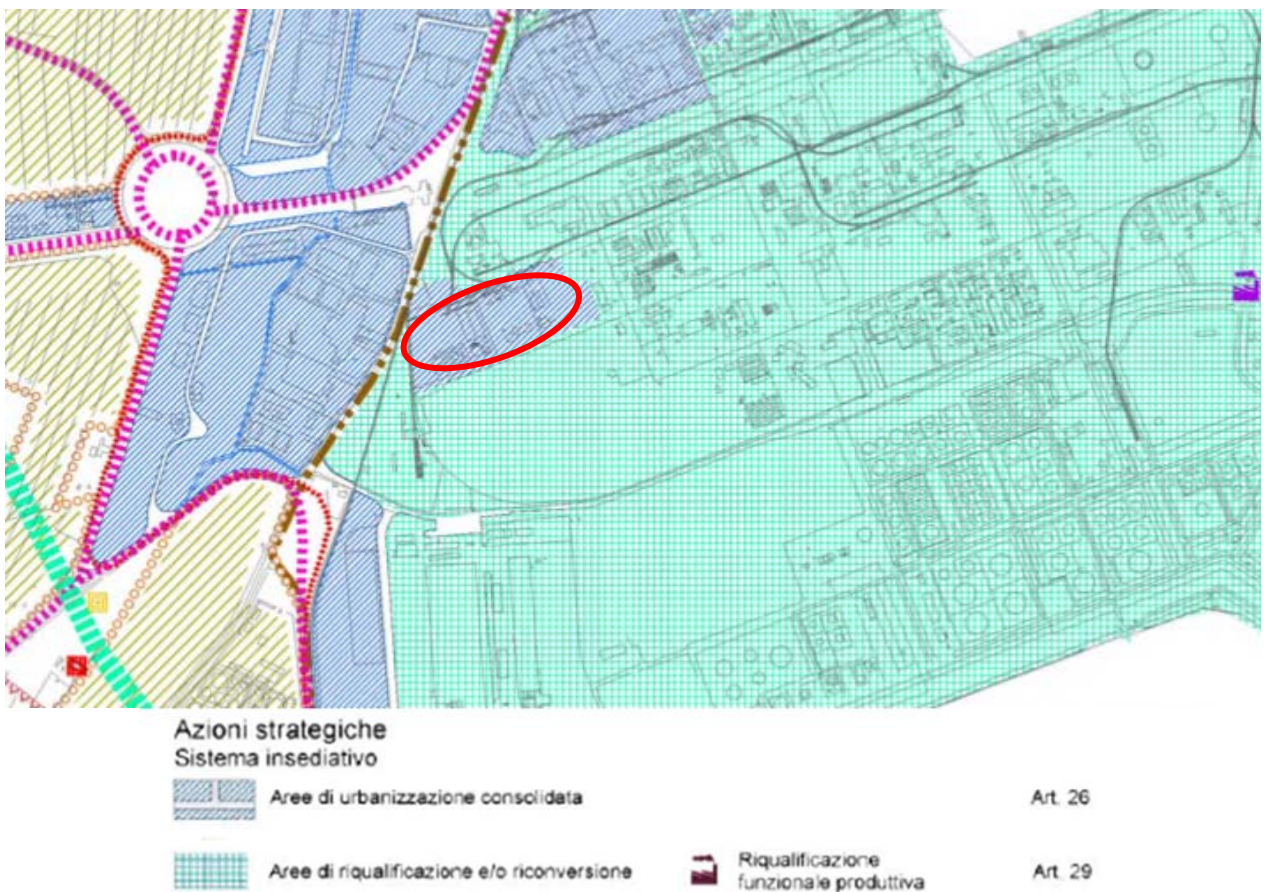 Azioni strategiche
Sistema insediativo
Aree di urbanizzazione consolidata Art. 26
Aree di riqualificazione e/o riconversione Riqualificazione funzionale produttiva Art. 29